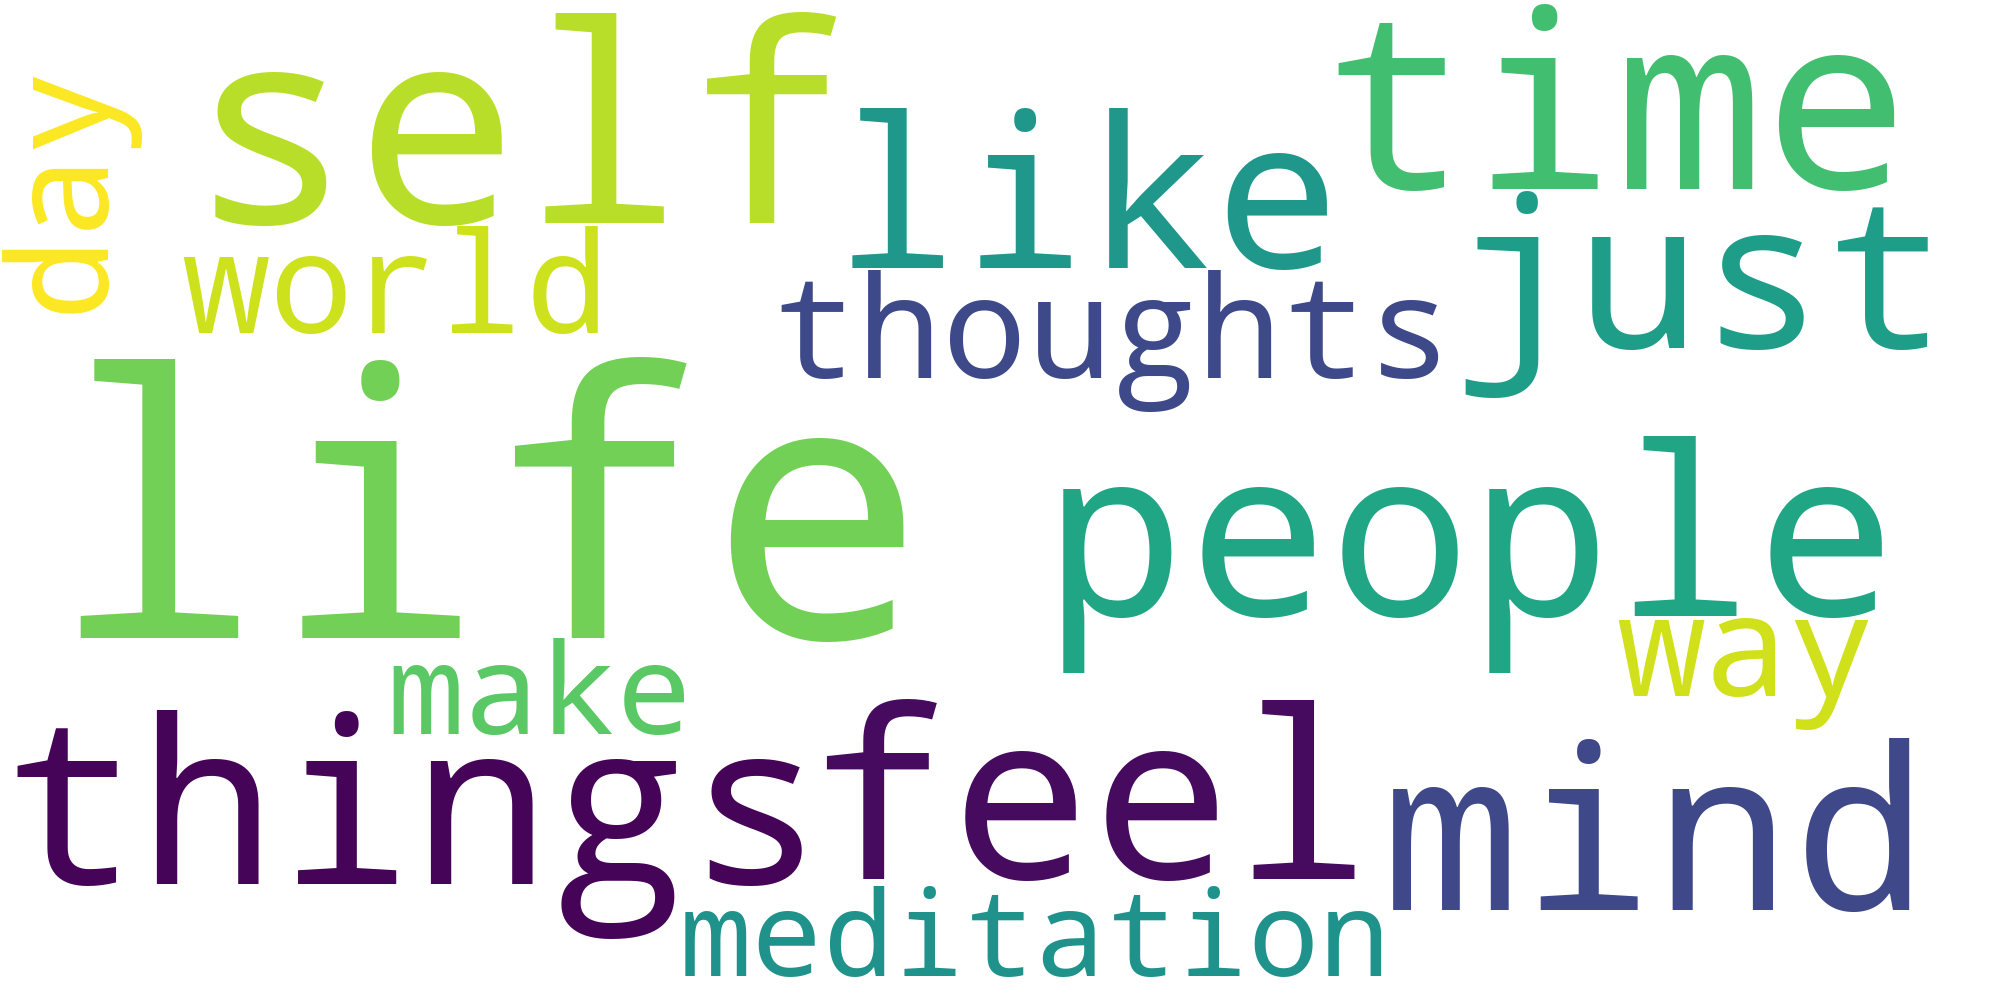 day
self
like
time
world
thoughts
just
life
people
make
way
things
feel
mind
meditation